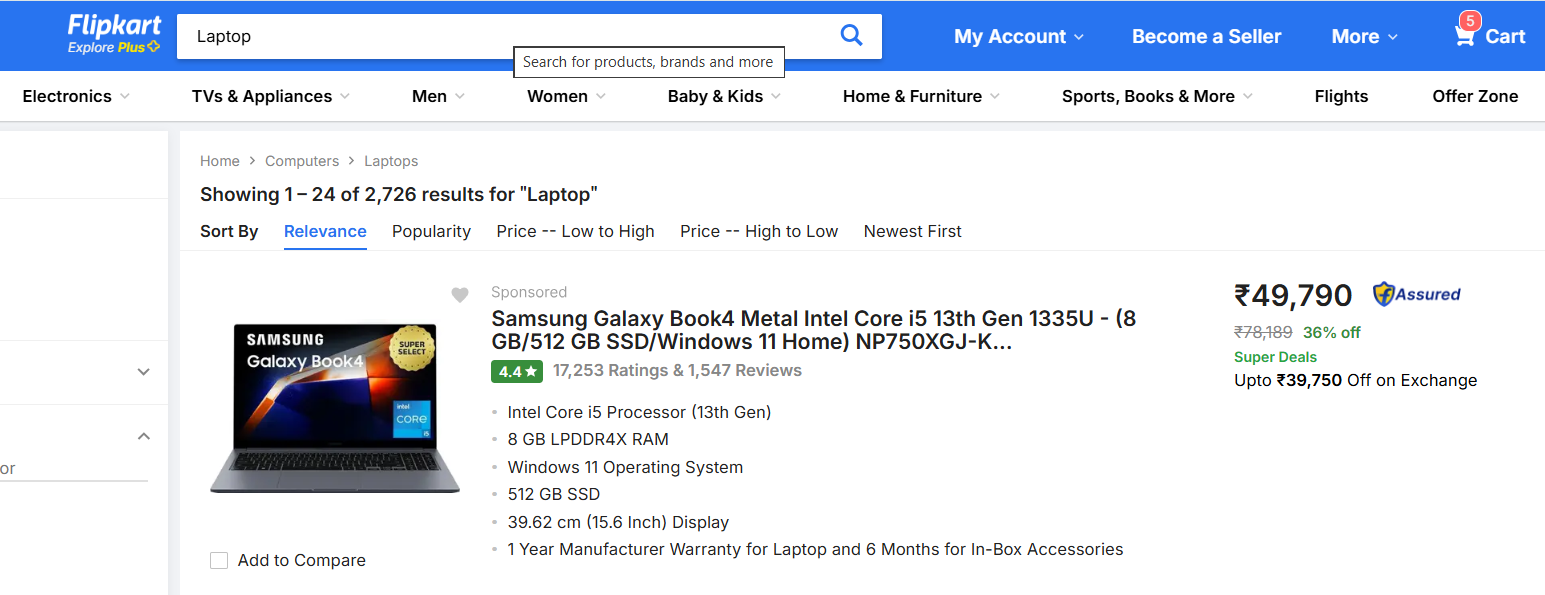 Flipkart
Explore Plus
Laptop
Search for products, brands and more
My Account
Become a Seller
More
5
Cart
Electronics
TVs & Appliances
Men
Women
Baby & Kids
Home & Furniture
Sports, Books & More
Flights
Offer Zone
Home > Computers > Laptops
Showing 1 – 24 of 2,726 results for "Laptop"
Sort By Relevance Popularity Price -- Low to High Price -- High to Low Newest First
or
SAMSUNG
Galaxy Book4
SUPER
SELECT
intel
CORE
i5
Add to Compare
Sponsored
Samsung Galaxy Book4 Metal Intel Core i5 13th Gen 1335U - (8
GB/512 GB SSD/Windows 11 Home) NP750XGJ-K...
4.4★ 17,253 Ratings & 1,547 Reviews
• Intel Core i5 Processor (13th Gen)
• 8 GB LPDDR4X RAM
• Windows 11 Operating System
• 512 GB SSD
• 39.62 cm (15.6 Inch) Display
• 1 Year Manufacturer Warranty for Laptop and 6 Months for In-Box Accessories
₹49,790 Assured
₹78,189 36% off
Super Deals
Upto ₹39,750 Off on Exchange